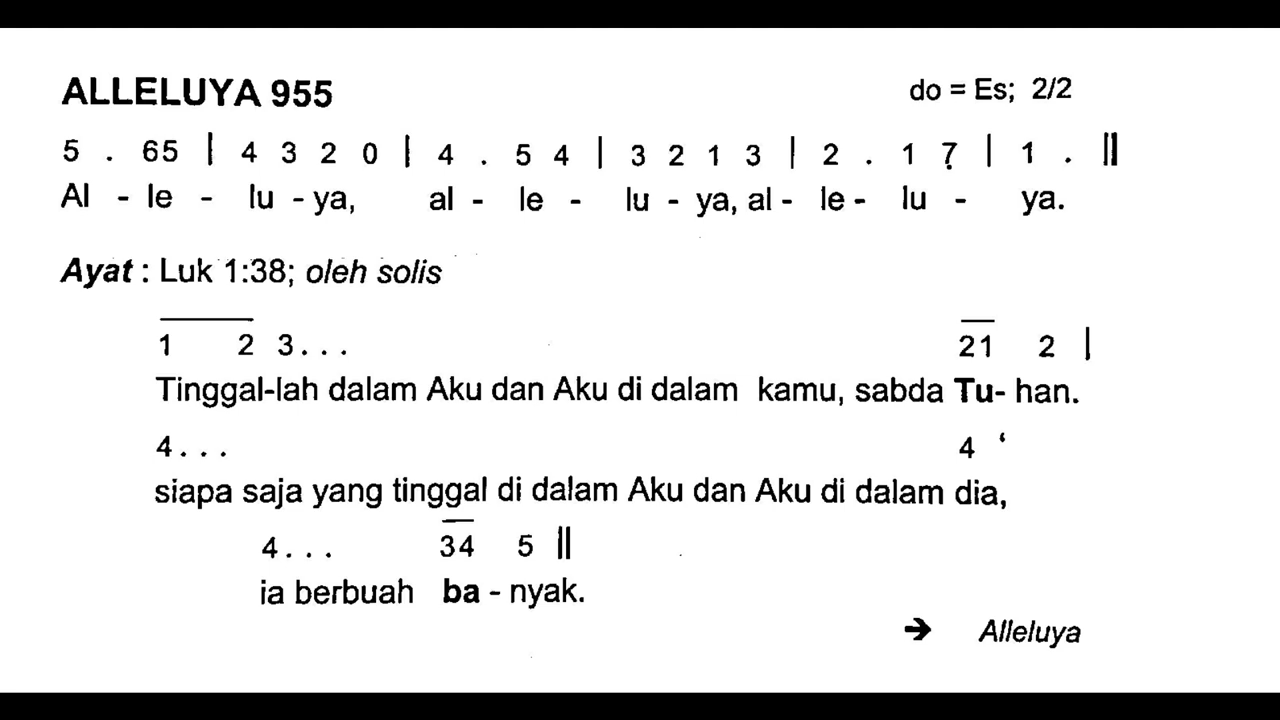 ALLELUYA 955 do = Es; 2/2
5 . 65 | 4 3 2 0 | 4 . 5 4 | 3 2 1 3 | 2 . 1 7̣ | 1 . ||
Al - le - lu - ya, al - le - lu - ya, al - le - lu - ya.
Ayat : Luk 1:38; oleh solis
1 2 3 . . . 21 2 |
Tinggal-lah dalam Aku dan Aku di dalam kamu, sabda Tu- han.
4 . . . 4 ‘
siapa saja yang tinggal di dalam Aku dan Aku di dalam dia,
4 . . . 34 5 ||
ia berbuah ba - nyak.
➔ Alleluya